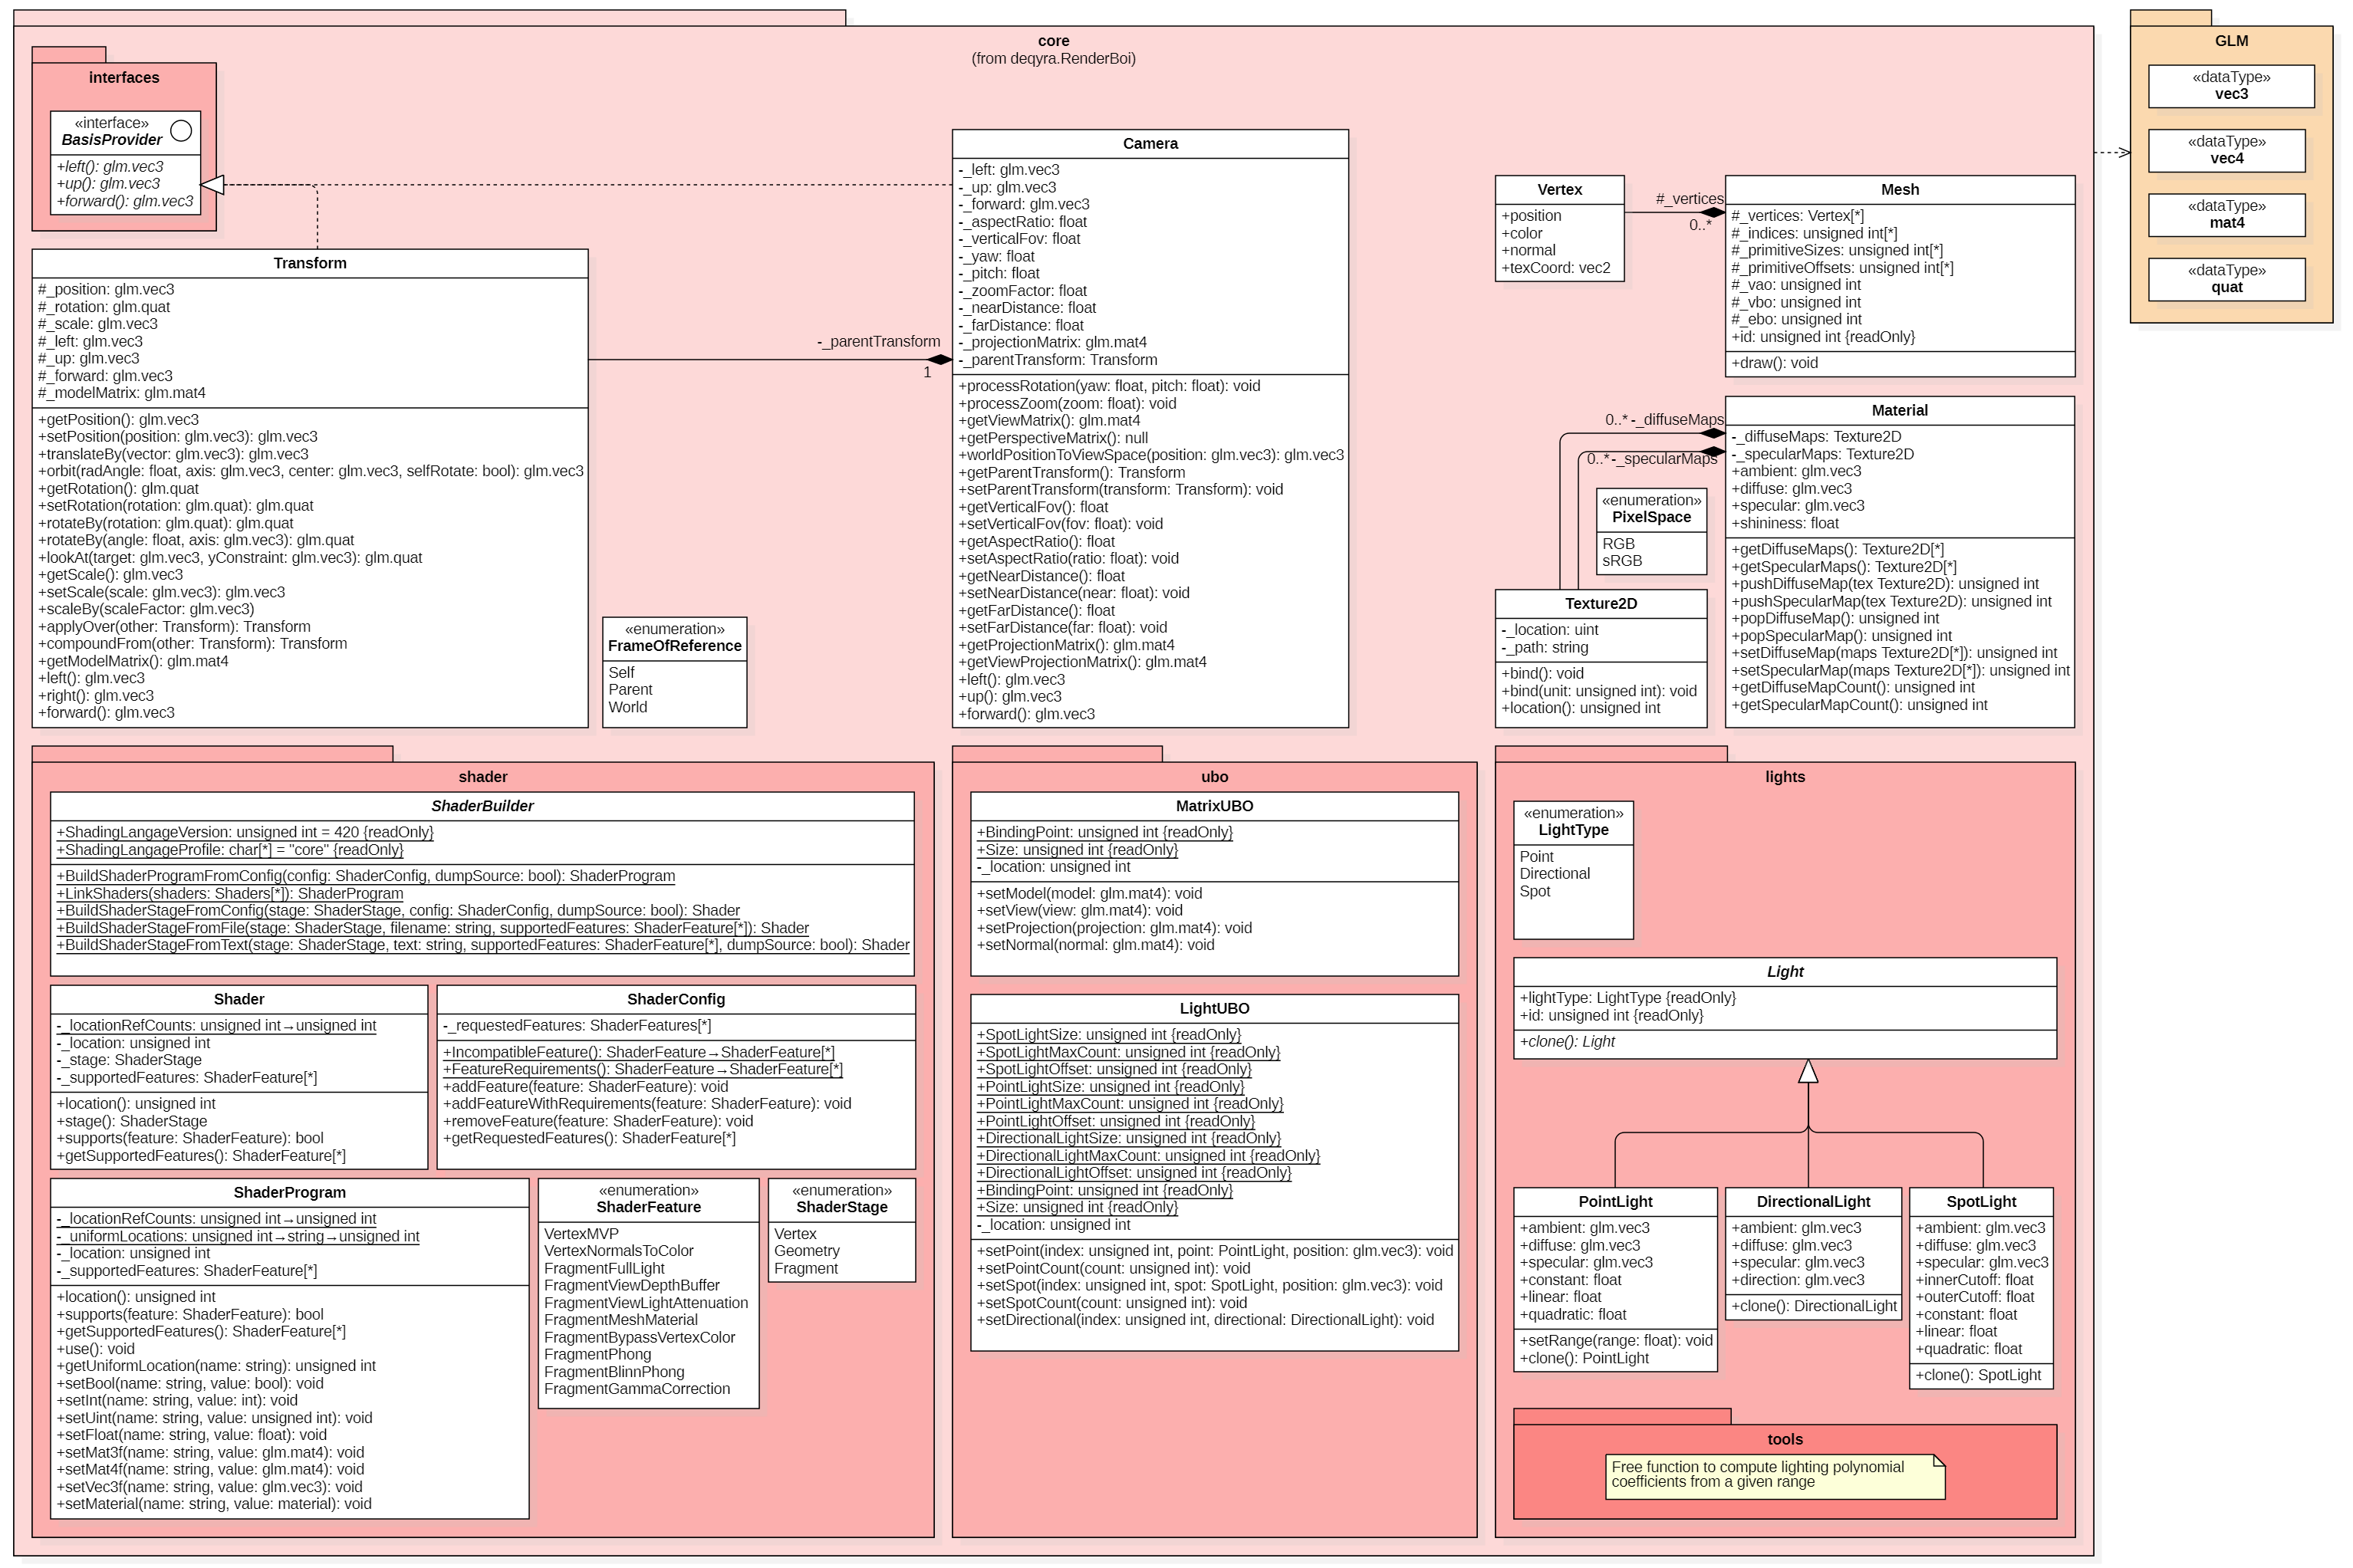 core
(from deqyra.RenderBoi)
interfaces
«interface»
BasisProvider
+left(): glm.vec3
+up(): glm.vec3
+forward(): glm.vec3
Transform
#_position: glm.vec3
#_rotation: glm.quat
#_scale: glm.vec3
#_left: glm.vec3
#_up: glm.vec3
#_forward: glm.vec3
#_modelMatrix: glm.mat4
+getPosition(): glm.vec3
+setPosition(position: glm.vec3): glm.vec3
+translateBy(vector: glm.vec3): glm.vec3
+orbit(radAngle: float, axis: glm.vec3, center: glm.vec3, selfRotate: bool): glm.vec3
+getRotation(): glm.quat
+setRotation(rotation: glm.quat): glm.quat
+rotateBy(rotation: glm.quat): glm.quat
+rotateBy(angle: float, axis: glm.vec3): glm.quat
+lookAt(target: glm.vec3, yConstraint: glm.vec3): glm.quat
+getScale(): glm.vec3
+setScale(scale: glm.vec3): glm.vec3
+scaleBy(scaleFactor: glm.vec3)
+applyOver(other: Transform): Transform
+compoundFrom(other: Transform): Transform
+getModelMatrix(): glm.mat4
+left(): glm.vec3
+right(): glm.vec3
+forward(): glm.vec3
«enumeration»
FrameOfReference
Self
Parent
World
-_parentTransform
1
Camera
-_left: glm.vec3
-_up: glm.vec3
-_forward: glm.vec3
-_aspectRatio: float
-_verticalFov: float
-_yaw: float
-_pitch: float
-_zoomFactor: float
-_nearDistance: float
-_farDistance: float
-_projectionMatrix: glm.mat4
-_parentTransform: Transform
+processRotation(yaw: float, pitch: float): void
+processZoom(zoom: float): void
+getViewMatrix(): glm.mat4
+getPerspectiveMatrix(): null
+worldPositionToViewSpace(position: glm.vec3): glm.vec3
+getParentTransform(): Transform
+setParentTransform(transform: Transform): void
+getVerticalFov(): float
+setVerticalFov(fov: float): void
+getAspectRatio(): float
+setAspectRatio(ratio: float): void
+getNearDistance(): float
+setNearDistance(near: float): void
+getFarDistance(): float
+setFarDistance(far: float): void
+getProjectionMatrix(): glm.mat4
+getViewProjectionMatrix(): glm.mat4
+left(): glm.vec3
+up(): glm.vec3
+forward(): glm.vec3
Vertex
+position
+color
+normal
+texCoord: vec2
#_vertices
0..*
Mesh
#_vertices: Vertex[*]
#_indices: unsigned int[*]
#_primitiveSizes: unsigned int[*]
#_primitiveOffsets: unsigned int[*]
#_vao: unsigned int
#_vbo: unsigned int
#_ebo: unsigned int
+id: unsigned int {readOnly}
+draw(): void
0..* -_diffuseMaps
0..* -_specularMaps
Material
-_diffuseMaps: Texture2D
-_specularMaps: Texture2D
+ambient: glm.vec3
+diffuse: glm.vec3
+specular: glm.vec3
+shininess: float
+getDiffuseMaps(): Texture2D[*]
+getSpecularMaps(): Texture2D[*]
+pushDiffuseMap(tex Texture2D): unsigned int
+pushSpecularMap(tex Texture2D): unsigned int
+popDiffuseMap(): unsigned int
+popSpecularMap(): unsigned int
+setDiffuseMap(maps Texture2D[*]): unsigned int
+setSpecularMap(maps Texture2D[*]): unsigned int
+getDiffuseMapCount(): unsigned int
+getSpecularMapCount(): unsigned int
«enumeration»
PixelSpace
RGB
sRGB
Texture2D
-_location: uint
-_path: string
+bind(): void
+bind(unit: unsigned int): void
+location(): unsigned int
GLM
«dataType»
vec3
«dataType»
vec4
«dataType»
mat4
«dataType»
quat
shader
ShaderBuilder
+ShadingLangageVersion: unsigned int = 420 {readOnly}
+ShadingLangageProfile: char[*] = "core" {readOnly}
+BuildShaderProgramFromConfig(config: ShaderConfig, dumpSource: bool): ShaderProgram
+LinkShaders(shaders: Shaders[*]): ShaderProgram
+BuildShaderStageFromConfig(stage: ShaderStage, config: ShaderConfig, dumpSource: bool): Shader
+BuildShaderStageFromFile(stage: ShaderStage, filename: string, supportedFeatures: ShaderFeature[*]): Shader
+BuildShaderStageFromText(stage: ShaderStage, text: string, supportedFeatures: ShaderFeature[*], dumpSource: bool): Shader
Shader
-_locationRefCounts: unsigned int→unsigned int
-_location: unsigned int
-_stage: ShaderStage
-_supportedFeatures: ShaderFeature[*]
+location(): unsigned int
+stage(): ShaderStage
+supports(feature: ShaderFeature): bool
+getSupportedFeatures(): ShaderFeature[*]
ShaderConfig
-_requestedFeatures: ShaderFeatures[*]
+IncompatibleFeature(): ShaderFeature→ShaderFeature[*]
+FeatureRequirements(): ShaderFeature→ShaderFeature[*]
+addFeature(feature: ShaderFeature): void
+addFeatureWithRequirements(feature: ShaderFeature): void
+removeFeature(feature: ShaderFeature): void
+getRequestedFeatures(): ShaderFeature[*]
ShaderProgram
-_locationRefCounts: unsigned int→unsigned int
-_uniformLocations: unsigned int→string→unsigned int
-_location: unsigned int
-_supportedFeatures: ShaderFeature[*]
+location(): unsigned int
+supports(feature: ShaderFeature): bool
+getSupportedFeatures(): ShaderFeature[*]
+use(): void
+getUniformLocation(name: string): unsigned int
+setBool(name: string, value: bool): void
+setInt(name: string, value: int): void
+setUint(name: string, value: unsigned int): void
+setFloat(name: string, value: float): void
+setMat3f(name: string, value: glm.mat4): void
+setMat4f(name: string, value: glm.mat4): void
+setVec3f(name: string, value: glm.vec3): void
+setMaterial(name: string, value: material): void
«enumeration»
ShaderFeature
VertexMVP
VertexNormalsToColor
FragmentFullLight
FragmentViewDepthBuffer
FragmentViewLightAttenuation
FragmentMeshMaterial
FragmentBypassVertexColor
FragmentPhong
FragmentBlinnPhong
FragmentGammaCorrection
«enumeration»
ShaderStage
Vertex
Geometry
Fragment
ubo
MatrixUBO
+BindingPoint: unsigned int {readOnly}
+Size: unsigned int {readOnly}
-_location: unsigned int
+setModel(model: glm.mat4): void
+setView(view: glm.mat4): void
+setProjection(projection: glm.mat4): void
+setNormal(normal: glm.mat4): void
LightUBO
+SpotLightSize: unsigned int {readOnly}
+SpotLightMaxCount: unsigned int {readOnly}
+SpotLightOffset: unsigned int {readOnly}
+PointLightSize: unsigned int {readOnly}
+PointLightMaxCount: unsigned int {readOnly}
+PointLightOffset: unsigned int {readOnly}
+DirectionalLightSize: unsigned int {readOnly}
+DirectionalLightMaxCount: unsigned int {readOnly}
+DirectionalLightOffset: unsigned int {readOnly}
+BindingPoint: unsigned int {readOnly}
+Size: unsigned int {readOnly}
-_location: unsigned int
+setPoint(index: unsigned int, point: PointLight, position: glm.vec3): void
+setPointCount(count: unsigned int): void
+setSpot(index: unsigned int, spot: SpotLight, position: glm.vec3): void
+setSpotCount(count: unsigned int): void
+setDirectional(index: unsigned int, directional: DirectionalLight): void
lights
«enumeration»
LightType
Point
Directional
Spot
Light
+lightType: LightType {readOnly}
+id: unsigned int {readOnly}
+clone(): Light
PointLight
+ambient: glm.vec3
+diffuse: glm.vec3
+specular: glm.vec3
+constant: float
+linear: float
+quadratic: float
+setRange(range: float): void
+clone(): PointLight
DirectionalLight
+ambient: glm.vec3
+diffuse: glm.vec3
+specular: glm.vec3
+direction: glm.vec3
+clone(): DirectionalLight
SpotLight
+ambient: glm.vec3
+diffuse: glm.vec3
+specular: glm.vec3
+innerCutoff: float
+outerCutoff: float
+constant: float
+linear: float
+quadratic: float
+clone(): SpotLight
tools
Free function to compute lighting polynomial
coefficients from a given range